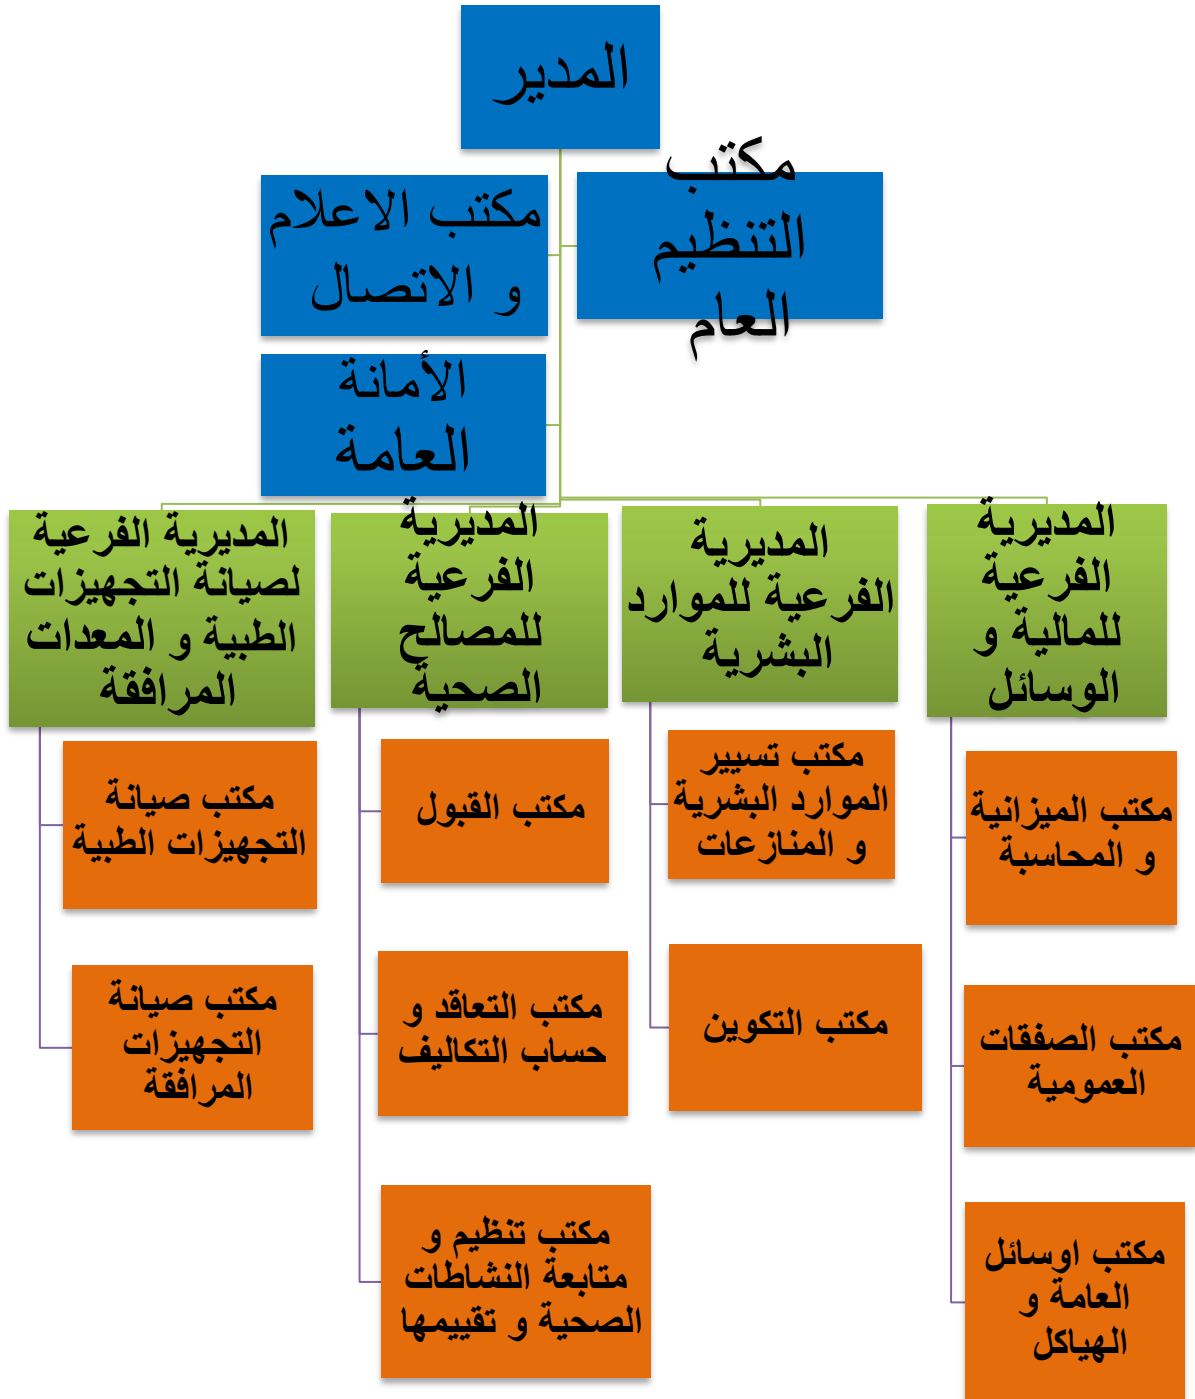 المدير
مكتب
التنظيم
العام
مكتب الاعلام
و الاتصال
الأمانة
العامة
المديرية
الفرعية
للمالية و
الوسائل
المديرية
الفرعية للموارد
البشرية
المديرية
الفرعية
للمصالح
الصحية
المديرية الفرعية
لصيانة التجهيزات
الطبية و المعدات
المرافقة
مكتب الميزانية
و المحاسبة
مكتب تسيير
الموارد البشرية
و المنازعات
مكتب القبول
مكتب صيانة
التجهيزات الطبية
مكتب الصفقات
العمومية
مكتب التكوين
مكتب التعاقد و
حساب التكاليف
مكتب صيانة
التجهيزات
المرافقة
مكتب اوسائل
العامة و
الهياكل
مكتب تنظيم و
متابعة النشاطات
الصحية و تقييمها